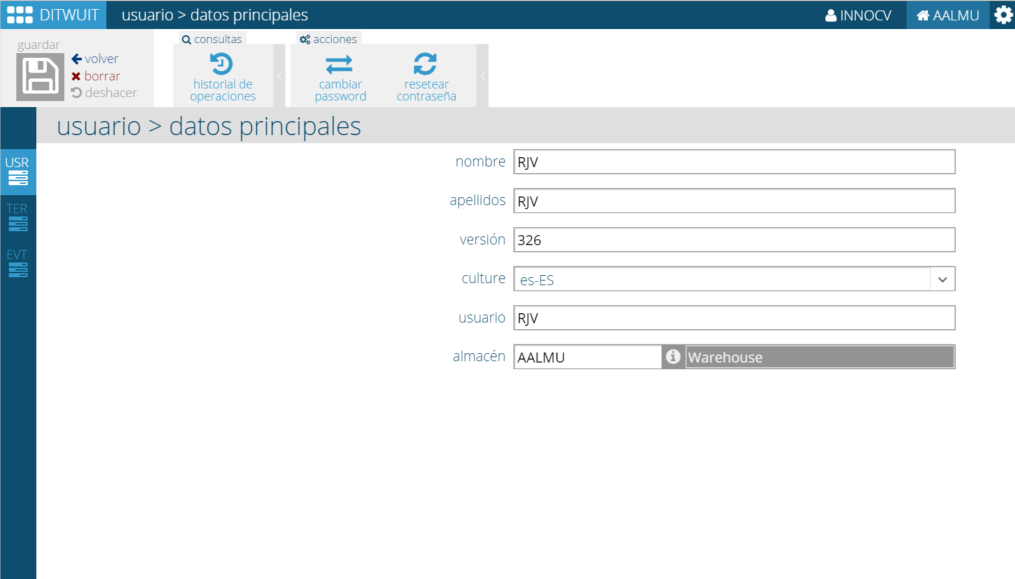 DITWUIT usuario > datos principales INNOCV AALMU
guardar
volver
borrar
deshacer
consultas
historial de
operaciones
acciones
cambiar
password
resetear
contraseña
usuario > datos principales
USR
TER
EVT
nombre RJV
apellidos RJV
versión 326
culture es-ES
usuario RJV
almacén AALMU Warehouse